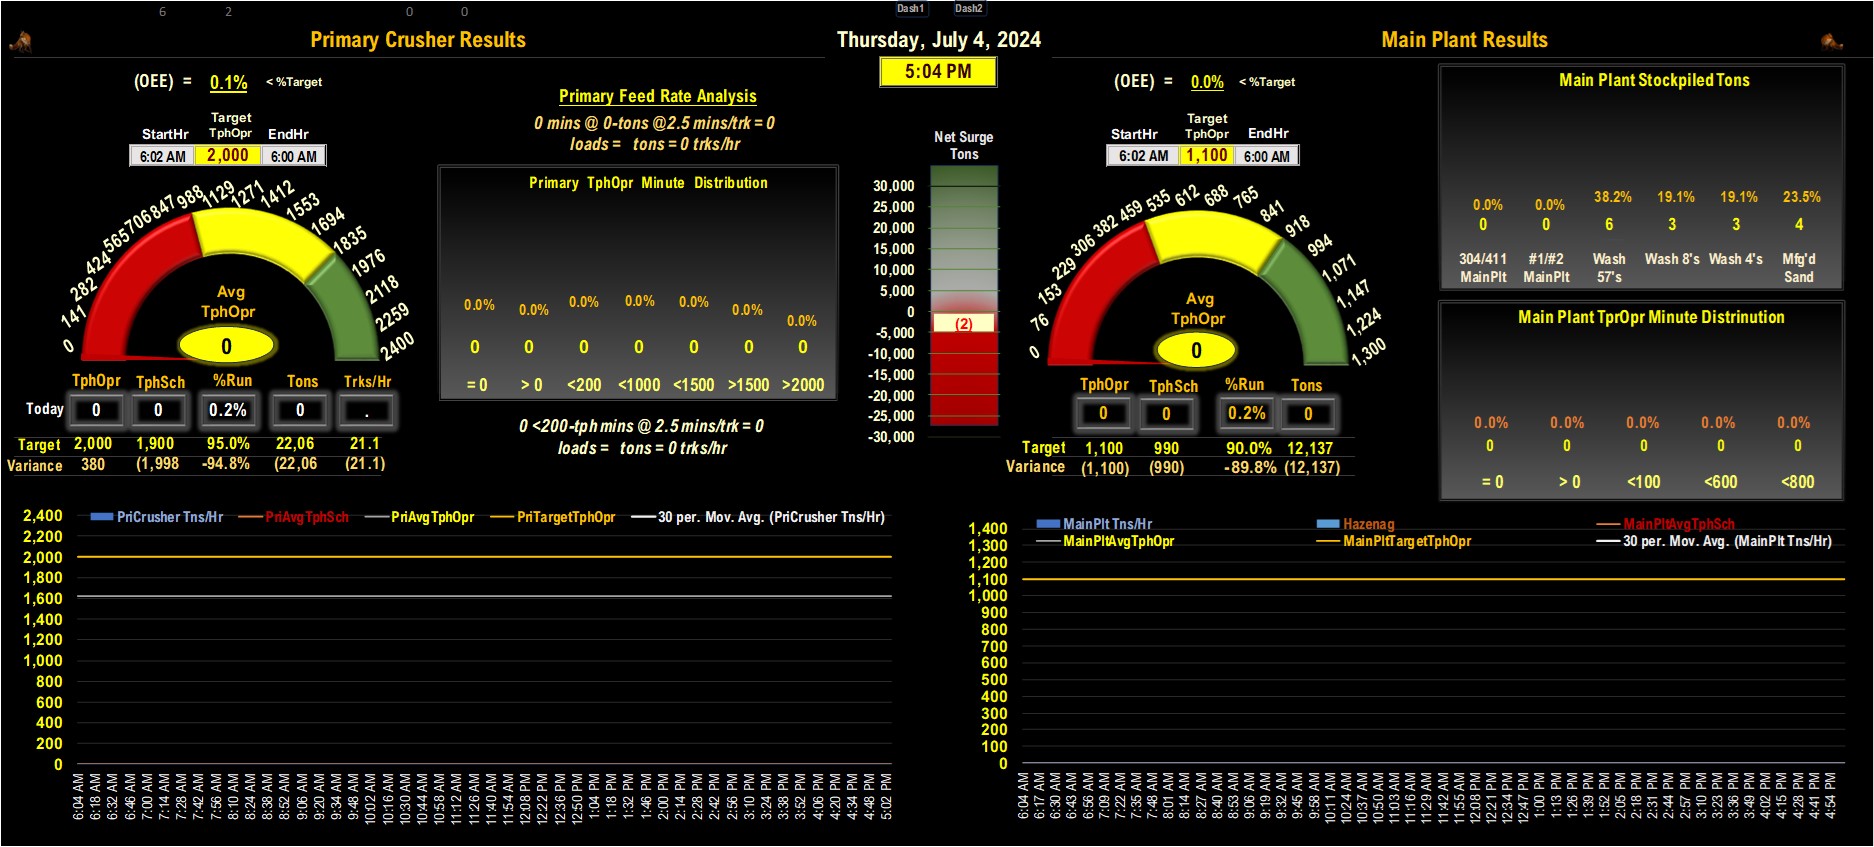 6 2 0 0 Dash1 Dash2
Primary Crusher Results
Thursday, July 4, 2024
Main Plant Results
5:04 PM
(OEE) = 0.1% < %Target
Target
StartHr TphOpr EndHr
6:02 AM 2,000 6:00 AM
0
141
282
424
565
706
847
988
1129
1271
1412
1553
1694
1835
1976
2118
2259
2400
Avg
TphOpr
0
TphOpr TphSch %Run Tons Trks/Hr
Today 0 0 0.2% 0 .
Target 2,000 1,900 95.0% 22,06 21.1
Variance 380 (1,998 -94.8% (22,06 (21.1)
Primary Feed Rate Analysis
0 mins @ 0-tons @2.5 mins/trk = 0
loads = tons = 0 trks/hr
Primary TphOpr Minute Distribution
0.0% 0.0% 0.0% 0.0% 0.0% 0.0% 0.0%
0 0 0 0 0 0 0
= 0 > 0 <200 <1000 <1500 >1500 >2000
0 <200-tph mins @ 2.5 mins/trk = 0
loads = tons = 0 trks/hr
Net Surge
Tons
30,000
25,000
20,000
15,000
10,000
5,000
0
(2)
-5,000
-10,000
-15,000
-20,000
-25,000
-30,000
(OEE) = 0.0% < %Target
Target
StartHr TphOpr EndHr
6:02 AM 1,100 6:00 AM
0
76
153
229
306
382
459
535
612
688
765
841
918
994
1,071
1,147
1,224
1,300
Avg
TphOpr
0
TphOpr TphSch %Run Tons
0 0 0.2% 0
Target 1,100 990 90.0% 12,137
Variance (1,100) (990) -89.8% (12,137)
Main Plant Stockpiled Tons
0.0% 0.0% 38.2% 19.1% 19.1% 23.5%
0 0 6 3 3 4
304/411 #1/#2 Wash Wash 8's Wash 4's Mfg'd
MainPlt MainPlt 57's Sand
Main Plant TprOpr Minute Distrinution
0.0% 0.0% 0.0% 0.0% 0.0%
0 0 0 0 0
= 0 > 0 <100 <600 <800
PriCrusher Tns/Hr PriAvgTphSch PriAvgTphOpr PriTargetTphOpr 30 per. Mov. Avg. (PriCrusher Tns/Hr)
2,400
2,200
2,000
1,800
1,600
1,400
1,200
1,000
800
600
400
200
0
6:04 AM 6:18 AM 6:32 AM 6:46 AM 7:00 AM 7:14 AM 7:28 AM 7:42 AM 7:56 AM 8:10 AM 8:24 AM 8:38 AM 8:52 AM 9:06 AM 9:20 AM 9:34 AM 9:48 AM 10:02 AM 10:16 AM 10:30 AM 10:44 AM 10:58 AM 11:12 AM 11:26 AM 11:40 AM 11:54 AM 12:08 PM 12:22 PM 12:36 PM 12:50 PM 1:04 PM 1:18 PM 1:32 PM 1:46 PM 2:00 PM 2:14 PM 2:28 PM 2:42 PM 2:56 PM 3:10 PM 3:24 PM 3:38 PM 3:52 PM 4:06 PM 4:20 PM 4:34 PM 4:48 PM 5:02 PM
MainPlt Tns/Hr Hazenag MainPltAvgTphSch
MainPltAvgTphOpr MainPltTargetTphOpr 30 per. Mov. Avg. (MainPlt Tns/Hr)
1,400
1,300
1,200
1,100
1,000
900
800
700
600
500
400
300
200
100
0
6:04 AM 6:17 AM 6:30 AM 6:43 AM 6:56 AM 7:09 AM 7:22 AM 7:35 AM 7:48 AM 8:01 AM 8:14 AM 8:27 AM 8:40 AM 8:53 AM 9:06 AM 9:19 AM 9:32 AM 9:45 AM 9:58 AM 10:11 AM 10:24 AM 10:37 AM 10:50 AM 11:03 AM 11:16 AM 11:29 AM 11:42 AM 11:55 AM 12:08 PM 12:21 PM 12:34 PM 12:47 PM 1:00 PM 1:13 PM 1:26 PM 1:39 PM 1:52 PM 2:05 PM 2:18 PM 2:31 PM 2:44 PM 2:57 PM 3:10 PM 3:23 PM 3:36 PM 3:49 PM 4:02 PM 4:15 PM 4:28 PM 4:41 PM 4:54 PM